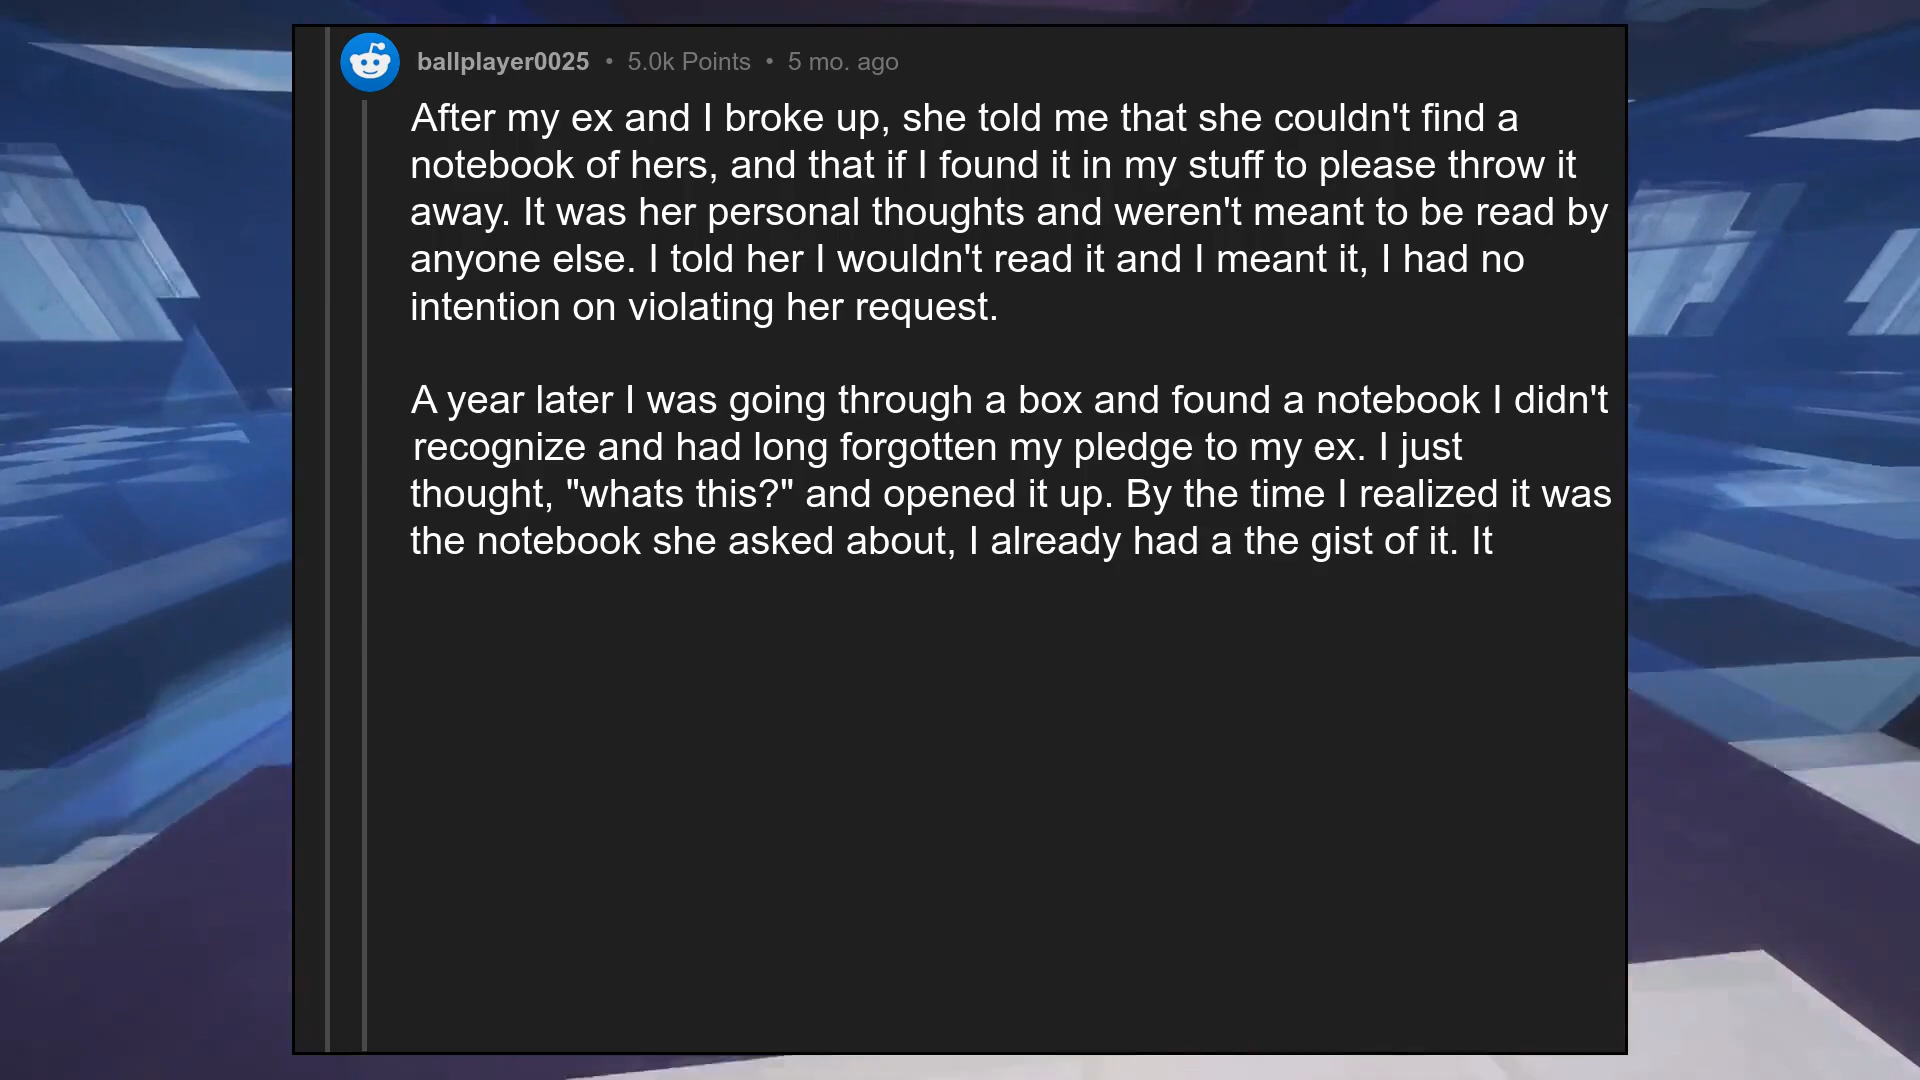 ballplayer0025 • 5.0k Points • 5 mo. ago
After my ex and I broke up, she told me that she couldn't find a
notebook of hers, and that if I found it in my stuff to please throw it
away. It was her personal thoughts and weren't meant to be read by
anyone else. I told her I wouldn't read it and I meant it, I had no
intention on violating her request.
A year later I was going through a box and found a notebook I didn't
recognize and had long forgotten my pledge to my ex. I just
thought, "whats this?" and opened it up. By the time I realized it was
the notebook she asked about, I already had a the gist of it. It